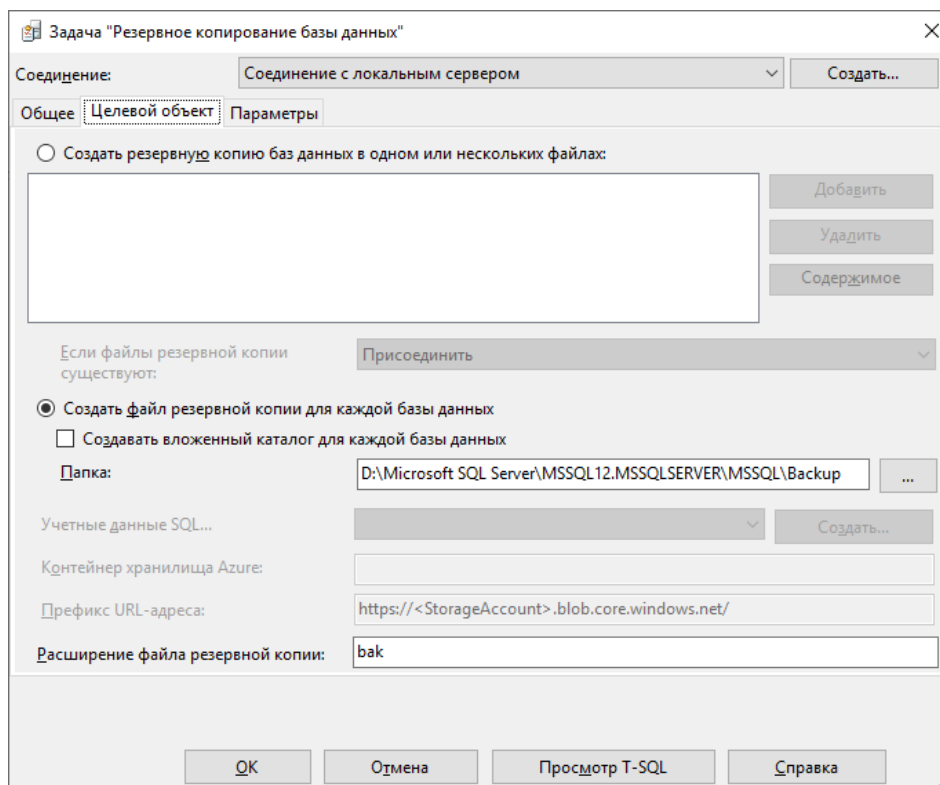 Задача "Резервное копирование базы данных"
Соединение:
Соединение с локальным сервером
Создать...
Общее
Целевой объект
Параметры
Создать резервную копию баз данных в одном или нескольких файлах:
Добавить
Удалить
Содержимое
Если файлы резервной копии
существуют:
Присоединить
Создать файл резервной копии для каждой базы данных
Создавать вложенный каталог для каждой базы данных
Папка:
D:\Microsoft SQL Server\MSSQL12.MSSQLSERVER\MSSQL\Backup
...
Учетные данные SQL...
Создать...
Контейнер хранилища Azure:
Префикс URL-адреса:
https://<StorageAccount>.blob.core.windows.net/
Расширение файла резервной копии:
bak
OK
Отмена
Просмотр T-SQL
Справка